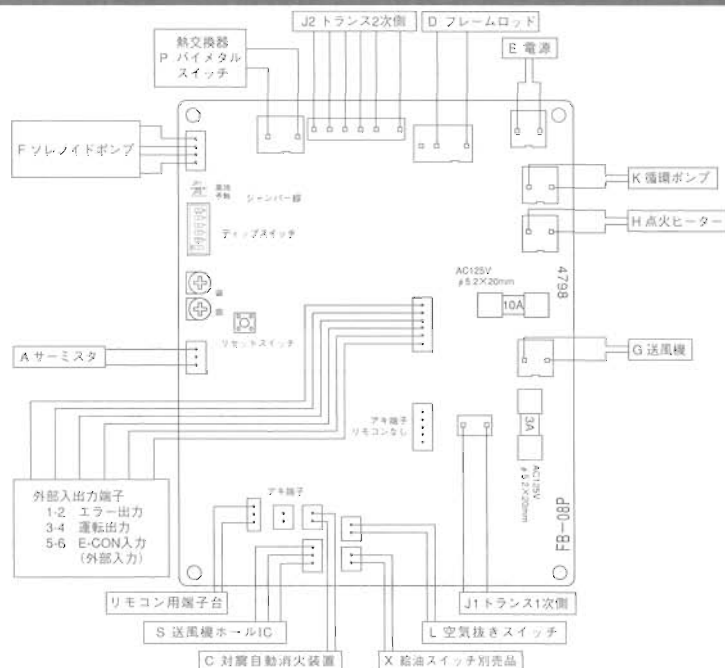 J2 トランス2次側
D フレームロッド
E 電源
熱交換器
P バイメタル
スイッチ
F ソレノイドポンプ
K 循環ポンプ
H 点火ヒーター
ジャンパー線
ディップスイッチ
リセットスイッチ
AC125V
φ5.2×20mm
10A
4798
G 送風機
A サーミスタ
アキ端子
リモコンなし
3A
AC125V
φ5.2×20mm
FB-08P
外部入出力端子
1-2 エラー出力
3-4 運転出力
5-6 E-CON入力
(外部入力)
アキ端子
リモコン用端子台
J1トランス1次側
S 送風機ホールIC
L 空気抜きスイッチ
C 対震自動消火装置
X 給油スイッチ別売品